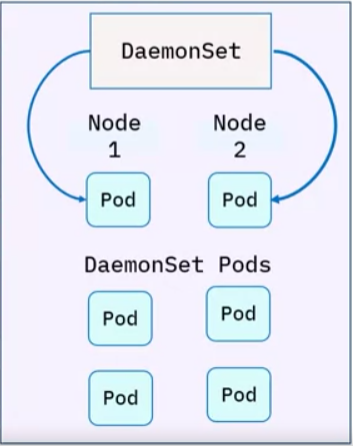 DaemonSet
Node Node
1 2
Pod Pod
DaemonSet Pods
Pod Pod
Pod Pod